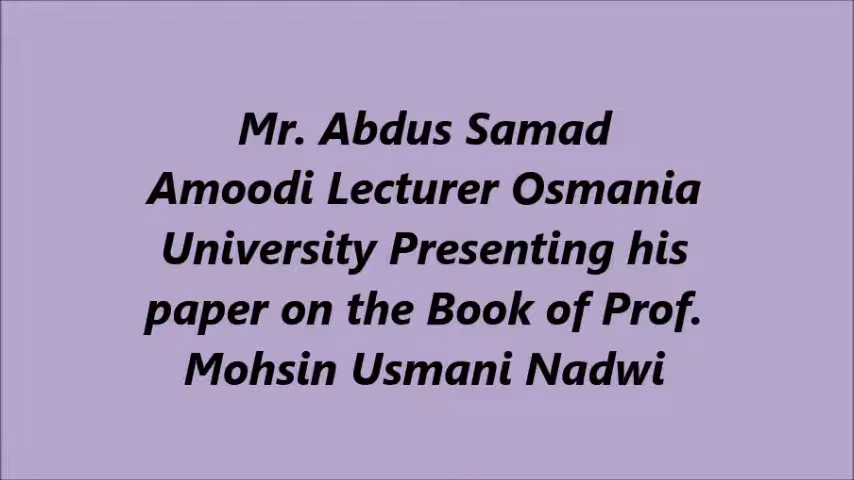 Mr. Abdus Samad
Amoodi Lecturer Osmania
University Presenting his
paper on the Book of Prof.
Mohsin Usmani Nadwi